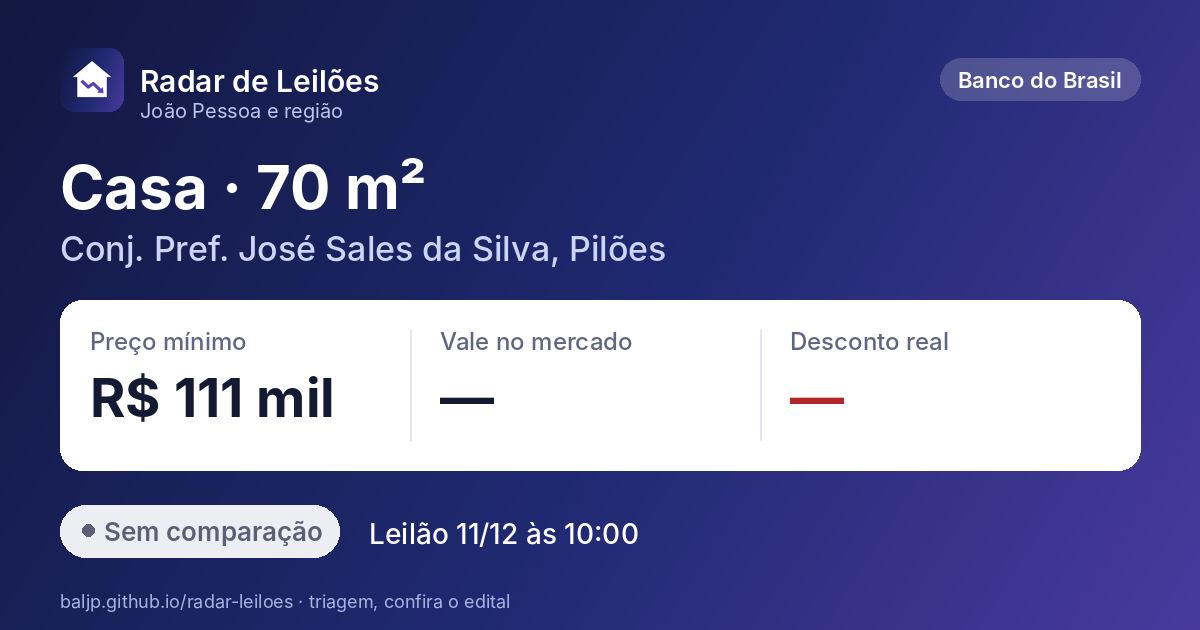 Radar de Leilões
João Pessoa e região
Banco do Brasil
Casa · 70 m²
Conj. Pref. José Sales da Silva, Pilões
Preço mínimo
R$ 111 mil
Vale no mercado
—
Desconto real
—
Sem comparação
Leilão 11/12 às 10:00
baljp.github.io/radar-leiloes · triagem, confira o edital